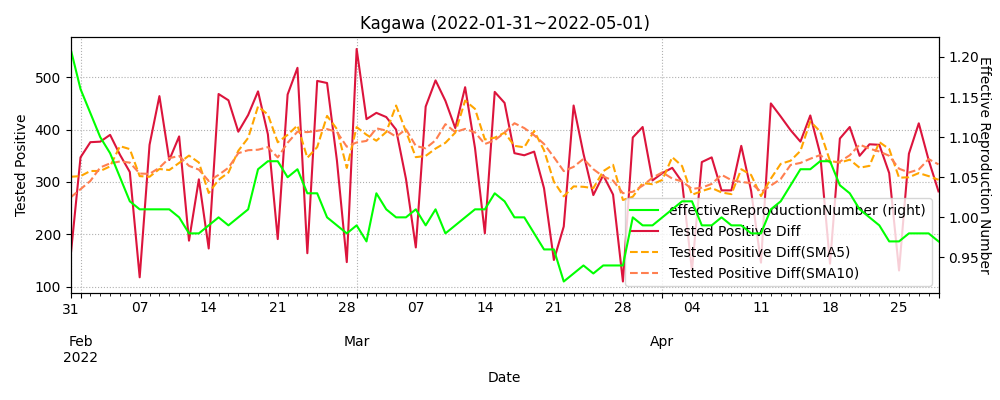 Kagawa (2022-01-31~2022-05-01)
Tested Positive
500
400
300
200
100
1.20
1.15
1.10
1.05
1.00
0.95
Effective Reproduction Number
effectiveReproductionNumber (right)
Tested Positive Diff
Tested Positive Diff(SMA5)
Tested Positive Diff(SMA10)
31 07 14 21 28 07 14 21 28 04 11 18 25
Feb Mar Apr
2022
Date